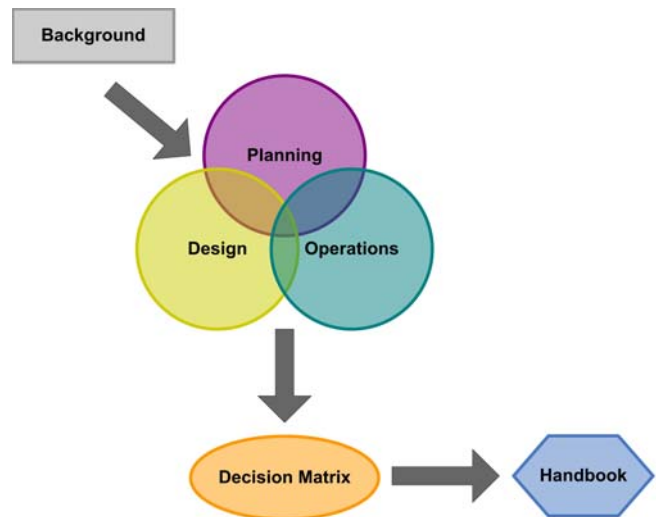 Background
Planning
Design
Operations
Decision Matrix
Handbook